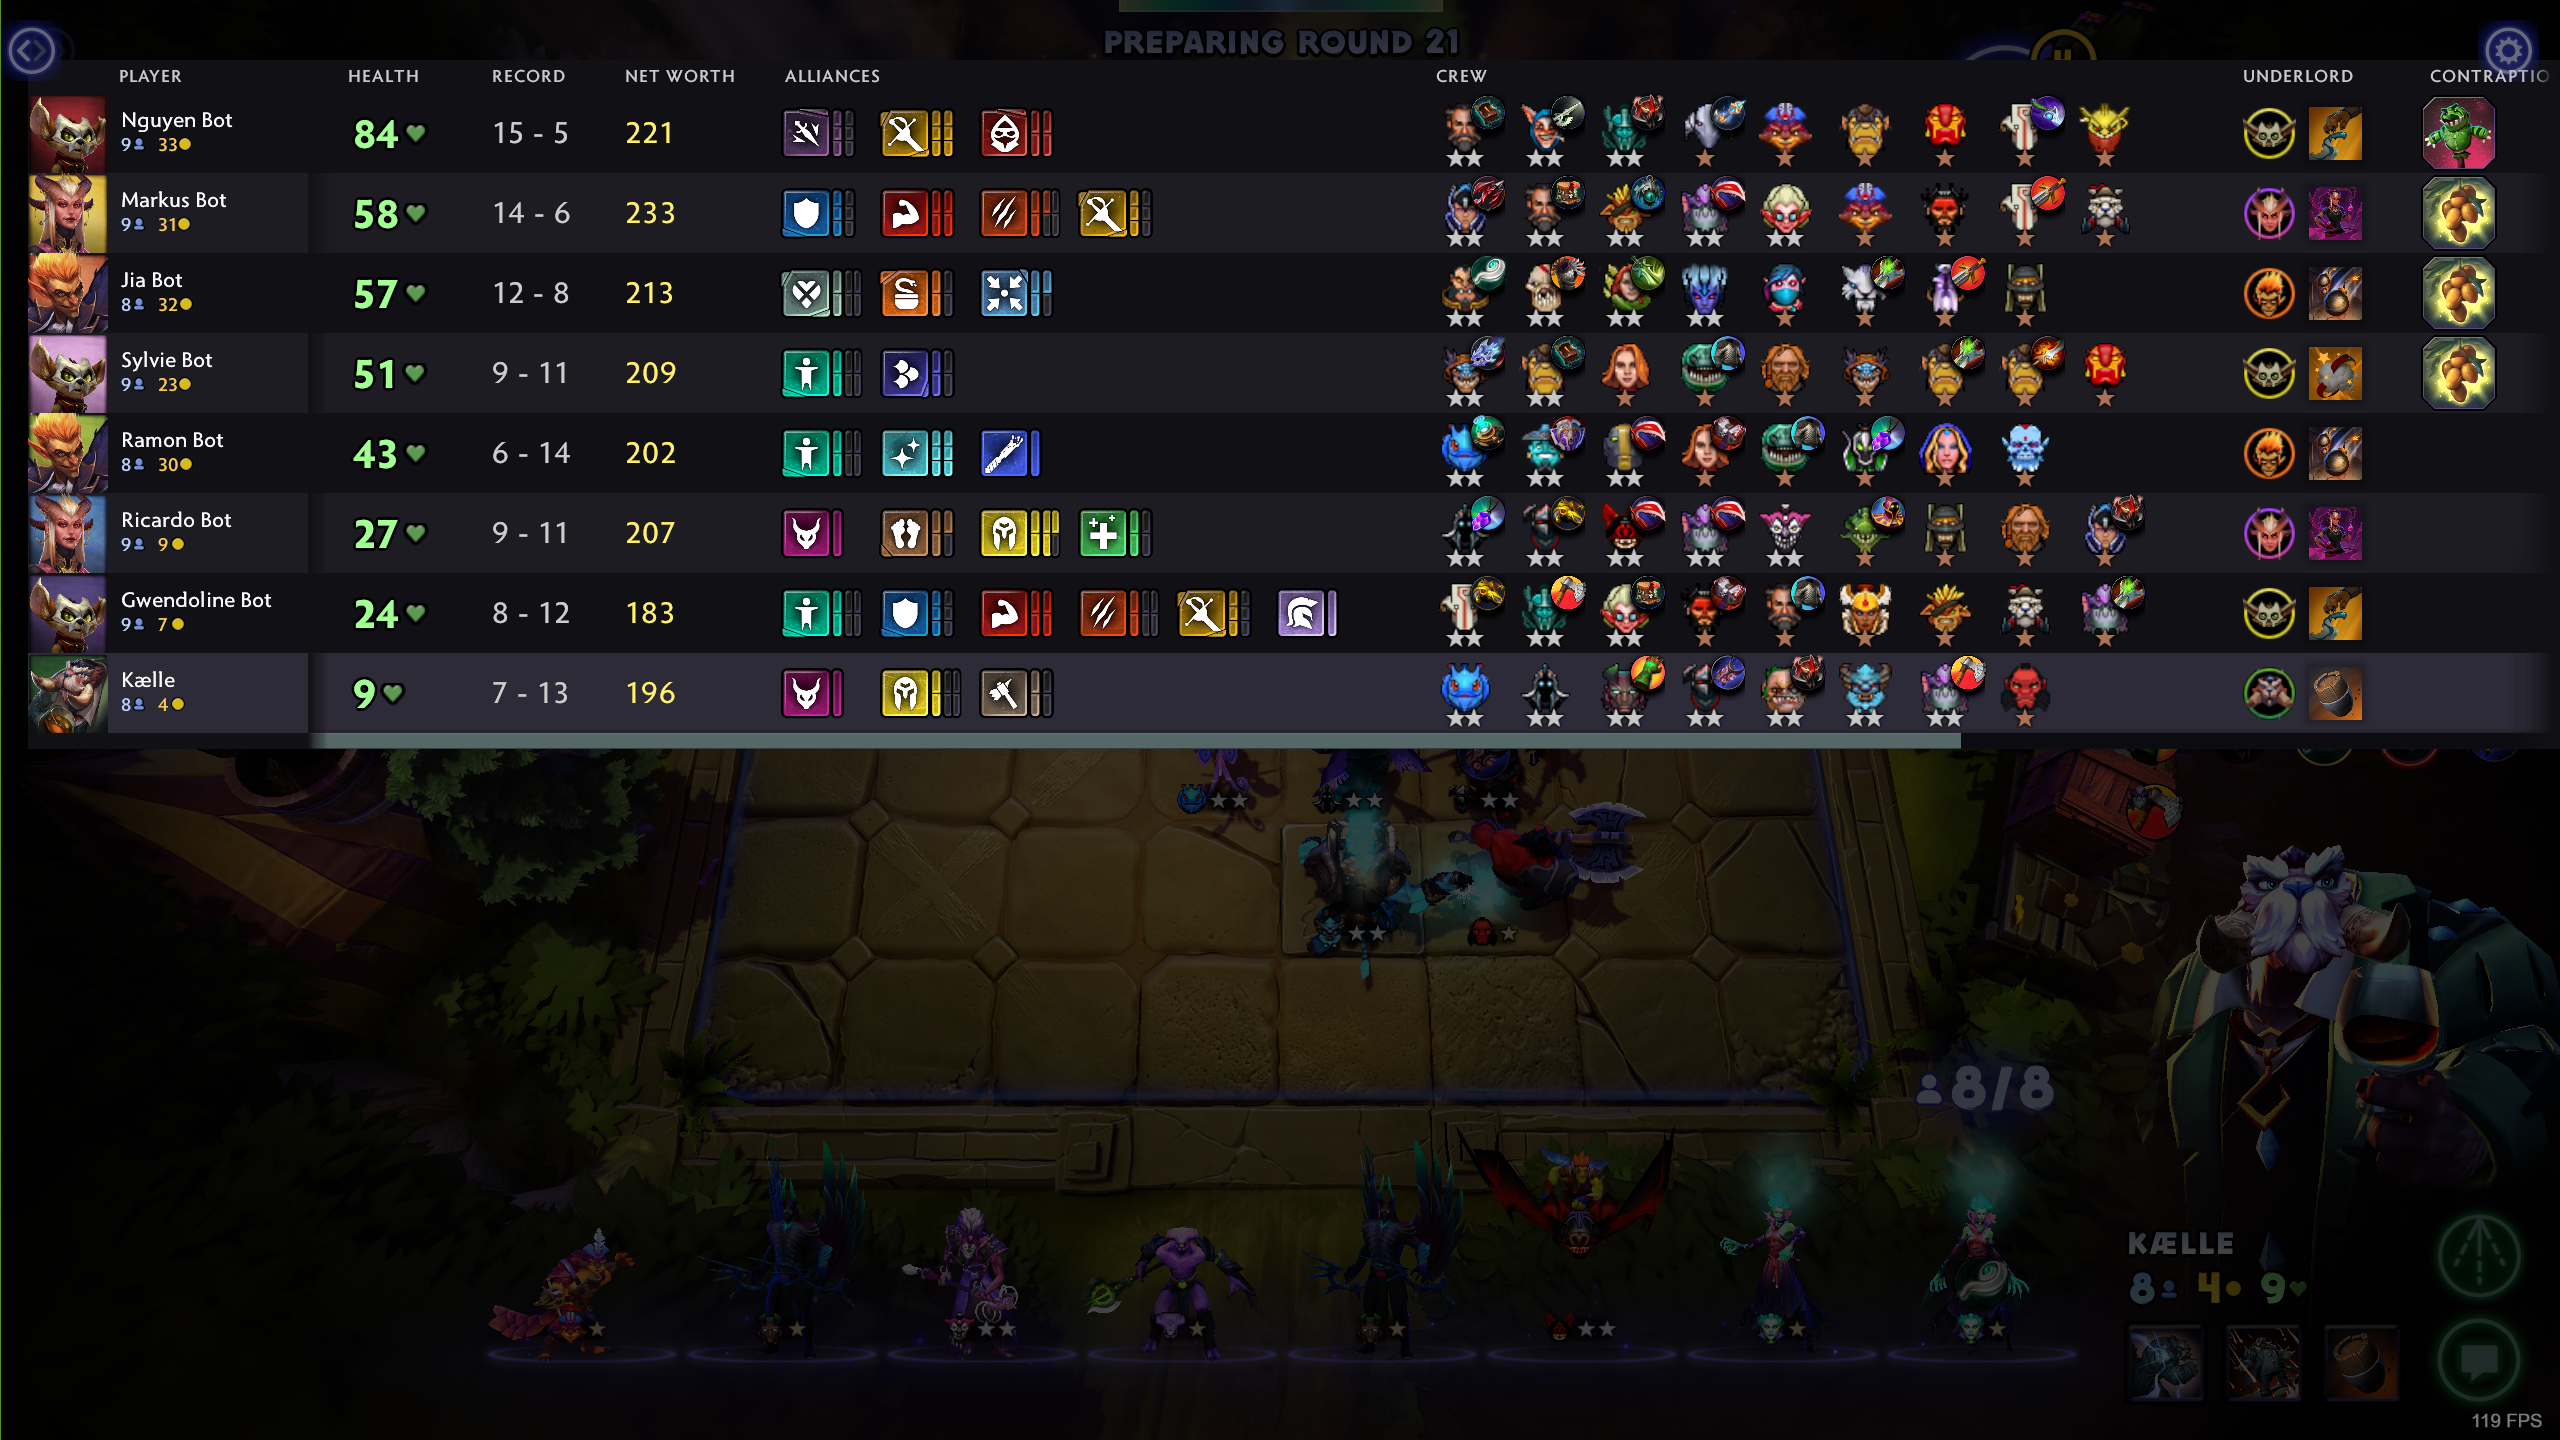 PREPARING ROUND 21
PLAYER HEALTH RECORD NET WORTH ALLIANCES CREW UNDERLORD CONTRAPTIO
Nguyen Bot
9 33
84 15 - 5 221
Markus Bot
9 31
58 14 - 6 233
Jia Bot
8 32
57 12 - 8 213
Sylvie Bot
9 23
51 9 - 11 209
Ramon Bot
8 30
43 6 - 14 202
Ricardo Bot
9 9
27 9 - 11 207
Gwendoline Bot
9 7
24 8 - 12 183
Kælle
8 4
9 7 - 13 196
8/8
KÆLLE
8 4 9
119 FPS